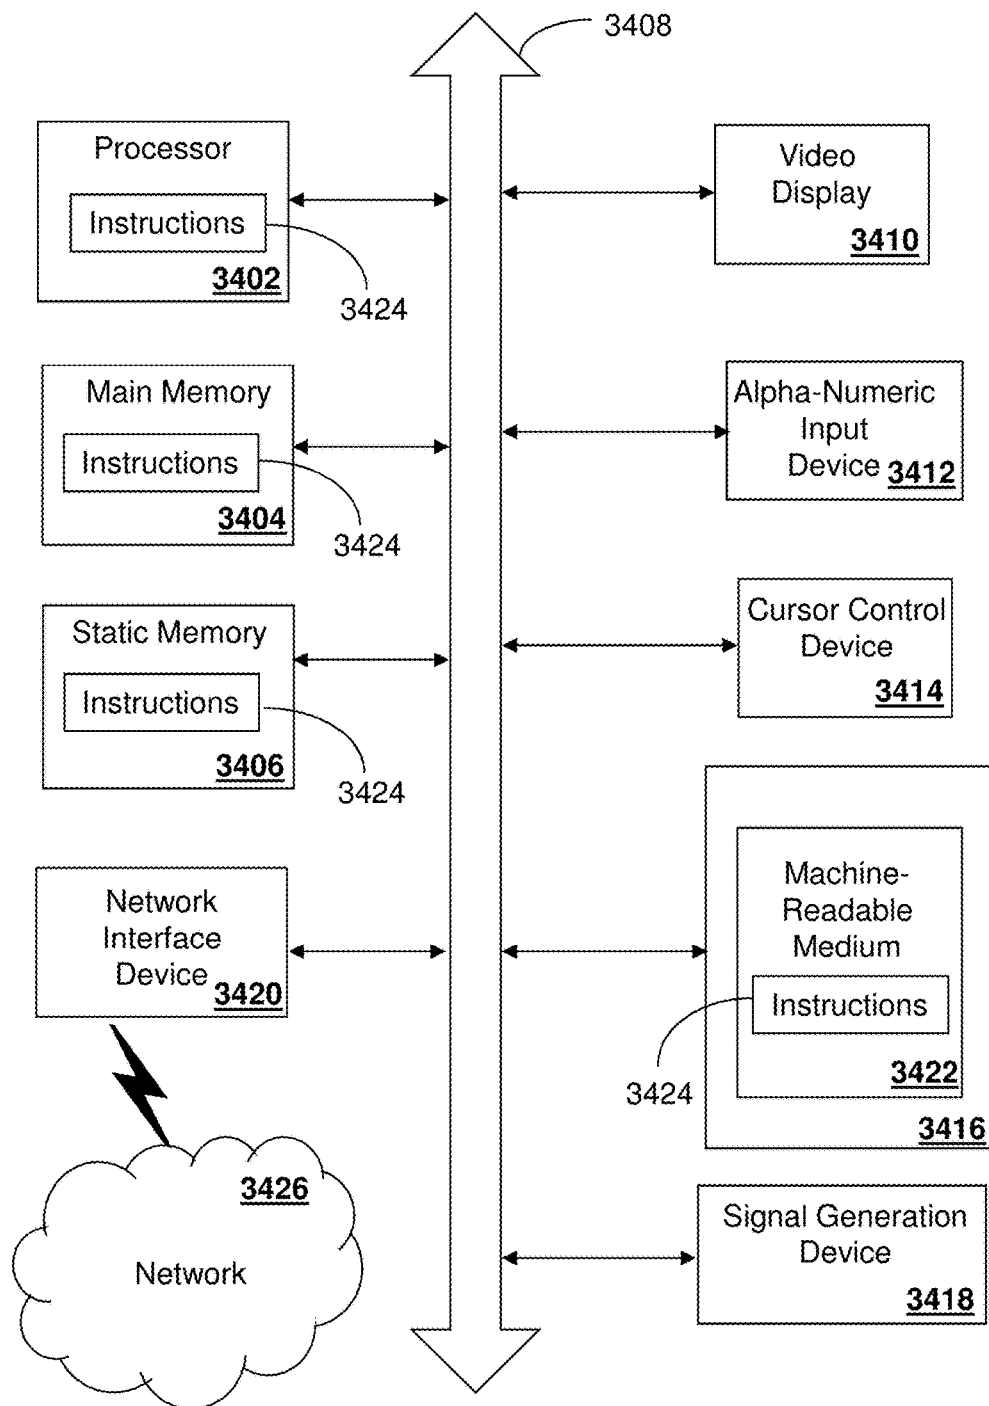 3408
Processor
Instructions
3402
3424
Main Memory
Instructions
3404
3424
Static Memory
Instructions
3406
3424
Network
Interface
Device
3420
3426
Network
Video
Display
3410
Alpha-Numeric
Input
Device
3412
Cursor Control
Device
3414
Machine-
Readable
Medium
Instructions
3424
3422
3416
Signal Generation
Device
3418